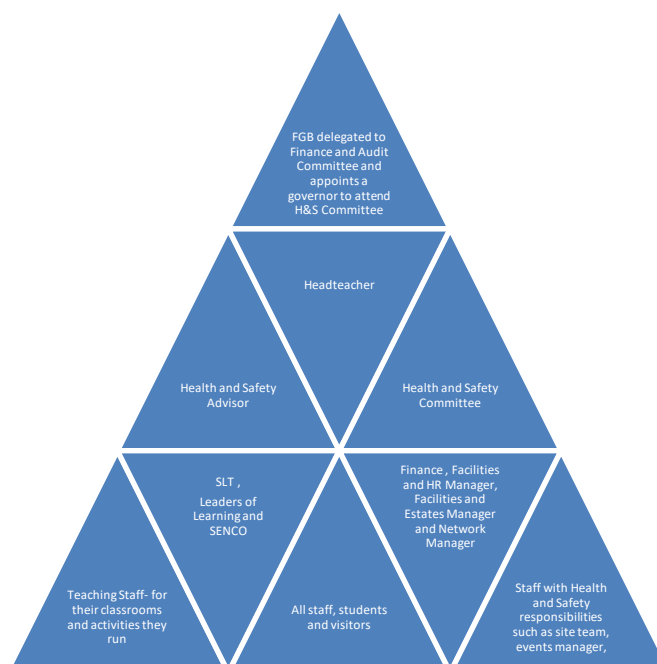 FGB delegated to
Finance and Audit
Committee and
appoints a
governor to attend
H&S Committee
Headteacher
Health and Safety
Advisor
Health and Safety
Committee
SLT ,
Leaders of
Learning and
SENCO
Finance , Facilities
and HR Manager,
Facilities and
Estates Manager
and Network
Manager
Teaching Staff- for
their classrooms
and activities they
run
All staff, students
and visitors
Staff with Health
and Safety
responsibilities
such as site team,
events manager,